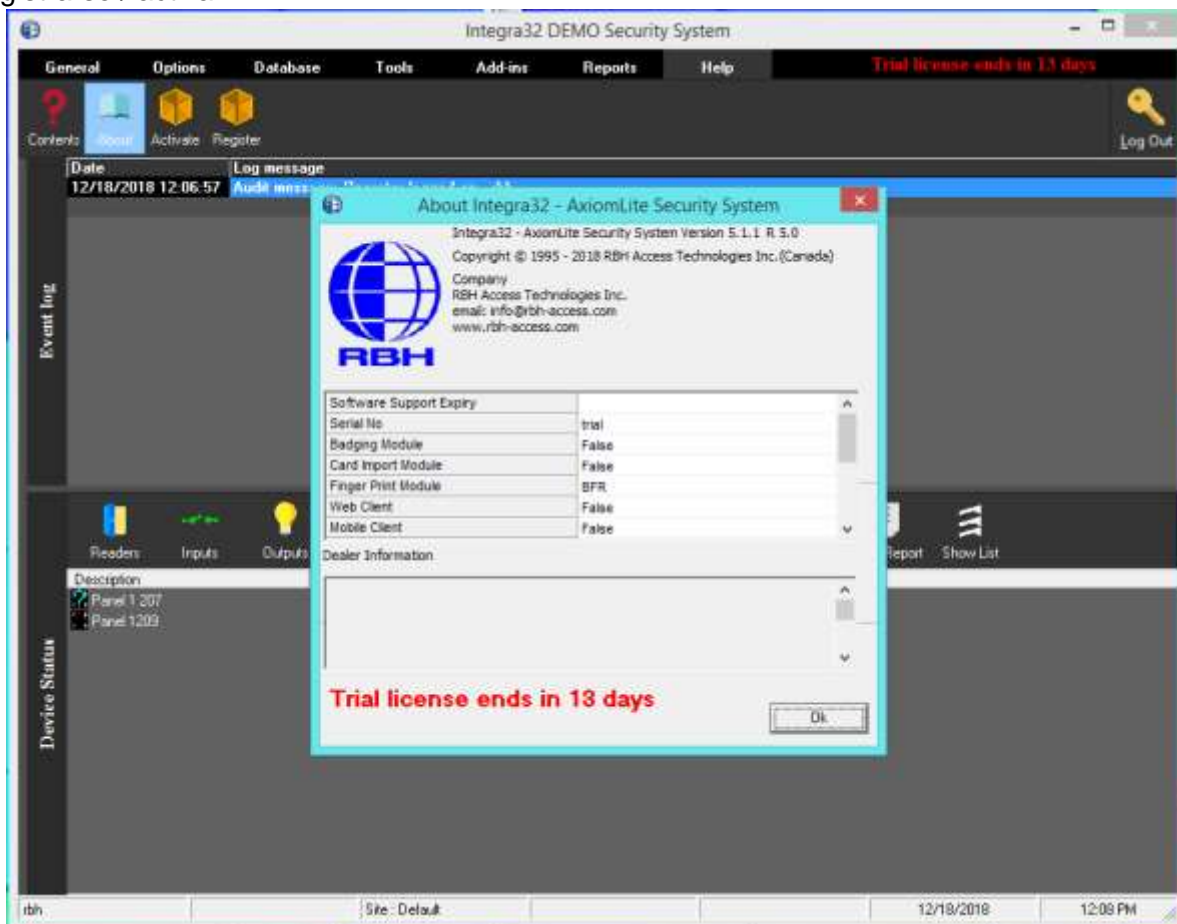 Integra32 DEMO Security System
General Options Database Tools Add-ins Reports Help Trial license ends in 13 days
Contents About Activate Register Log Out
Date Log message
12/18/2018 12:06:57 Audit
About Integra32 - AxiomLite Security System
Integra32 - AxiomLite Security System Version 5.1.1 R 5.0
Copyright © 1995 - 2018 RBH Access Technologies Inc.(Canada)
Company
RBH Access Technologies Inc.
email: info@rbh-access.com
www.rbh-access.com
RBH
Event log
Software Support Expiry
Serial No trial
Badging Module False
Card Import Module False
Finger Print Module BFR
Web Client False
Mobile Client False
Dealer Information
Trial license ends in 13 days
Ok
Readers Inputs Outputs Report Show List
Description
Panel 1 207
Panel 1209
Device Status
rbh Site : Default 12/18/2018 12:08 PM